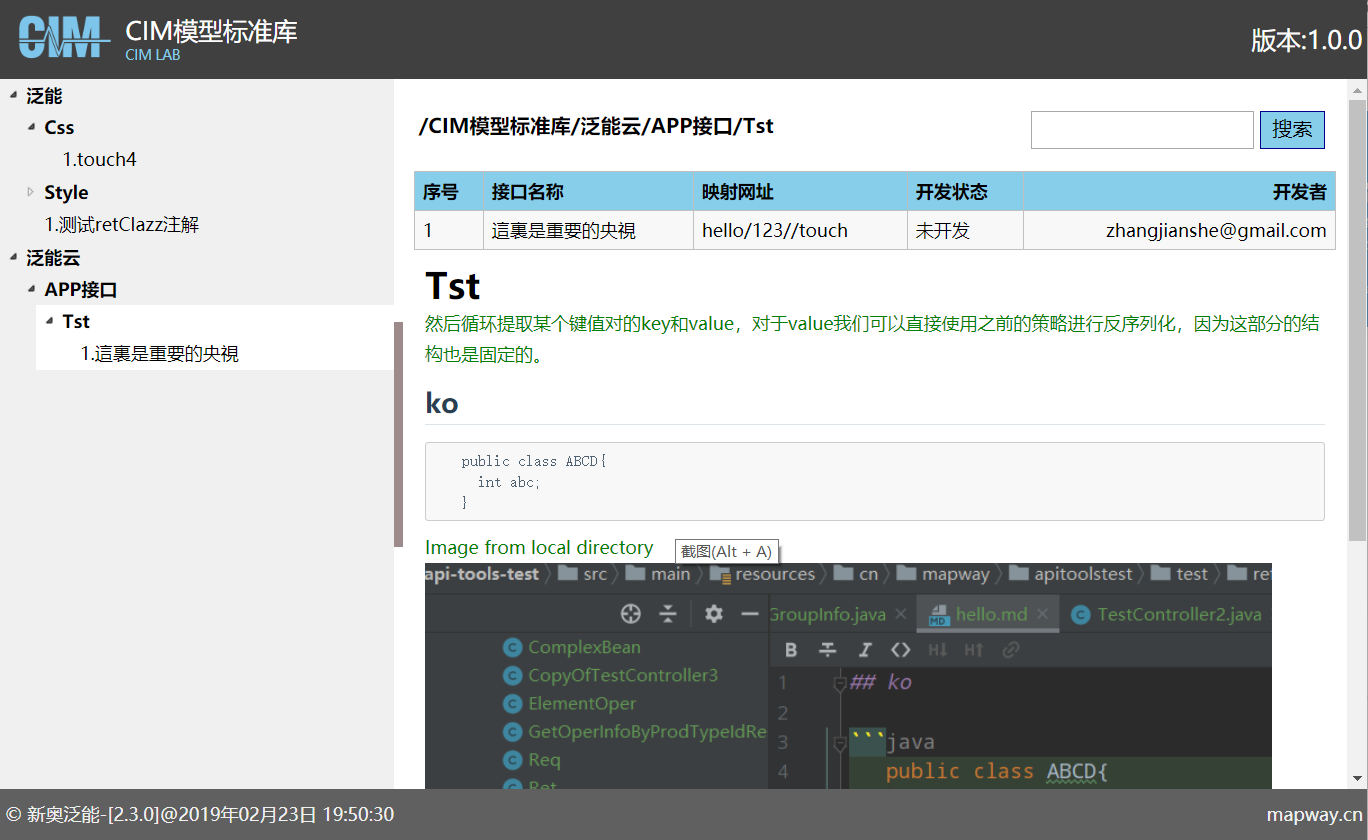 CIM CIM模型标准库
CIM LAB
版本:1.0.0
泛能
Css
1.touch4
Style
1.测试retClazz注解
泛能云
APP接口
Tst
1.這裏是重要的央視
/CIM模型标准库/泛能云/APP接口/Tst
搜索
序号 接口名称 映射网址 开发状态 开发者
1 這裏是重要的央視 hello/123//touch 未开发 zhangjianshe@gmail.com
Tst
然后循环提取某个键值对的key和value，对于value我们可以直接使用之前的策略进行反序列化，因为这部分的结
构也是固定的。
ko
public class ABCD{
int abc;
}
Image from local directory
截图(Alt + A)
api-tools-test src main resources cn mapway apitoolstest test ret
GroupInfo.java hello.md TestController2.java
MD
B I <> H↓ H↑
C ComplexBean
C CopyOfTestController3
C ElementOper
C GetOperInfoByProdTypeIdRe
C Req
Ret
1 ## ko
2
3 ```java
4 public class ABCD{
© 新奥泛能-[2.3.0]@2019年02月23日 19:50:30
mapway.cn